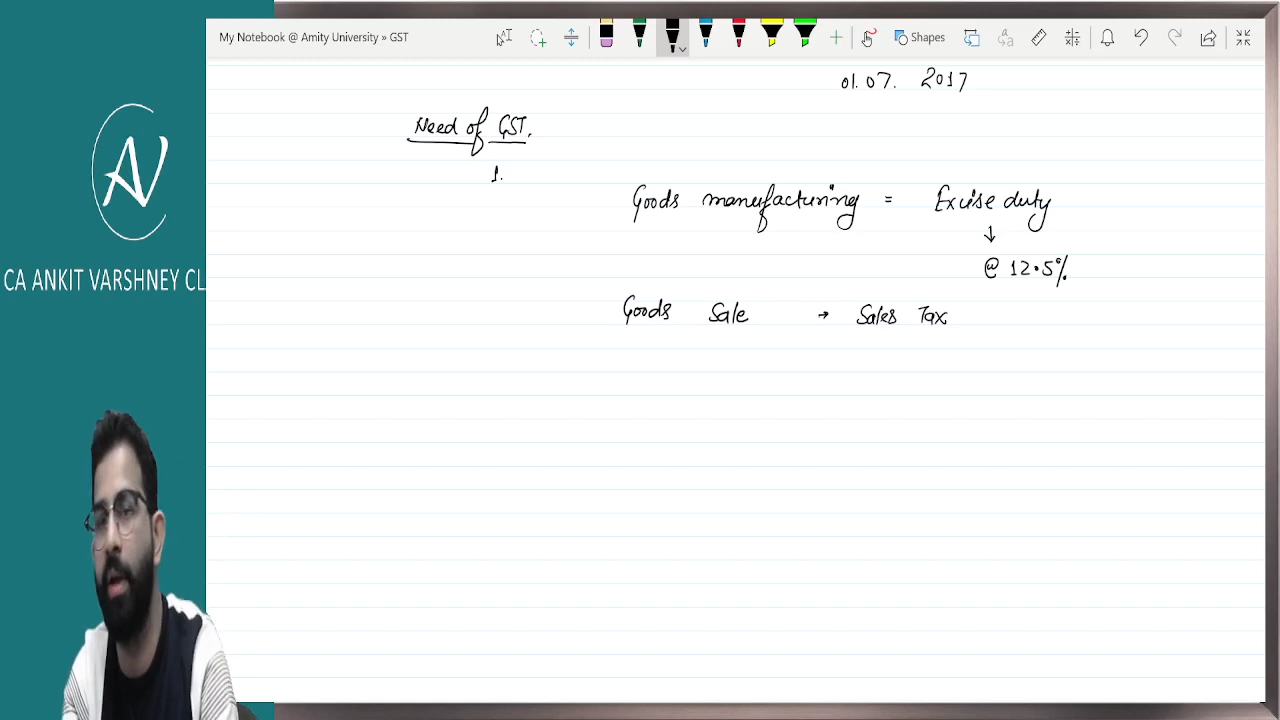 My Notebook @ Amity University » GST
Shapes
01.07. 2017
Need of GST.
1.
Goods manufacturing = Excise duty
↓
@ 12.5%
Goods Sale → Sales Tax
AV
CA ANKIT VARSHNEY CL